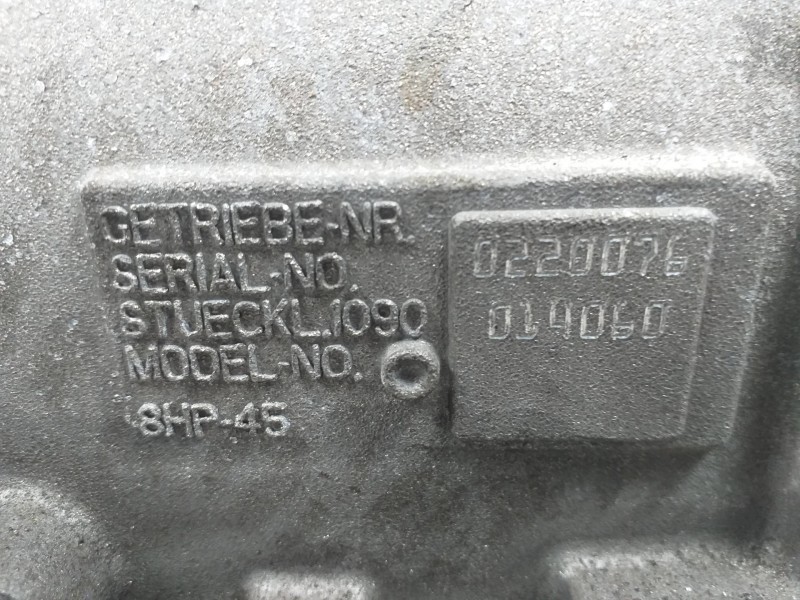 GETRIEBE-NR.
SERIAL-NO.
0220076
STUECKL.1090
014060
MODEL-NO.
8HP-45